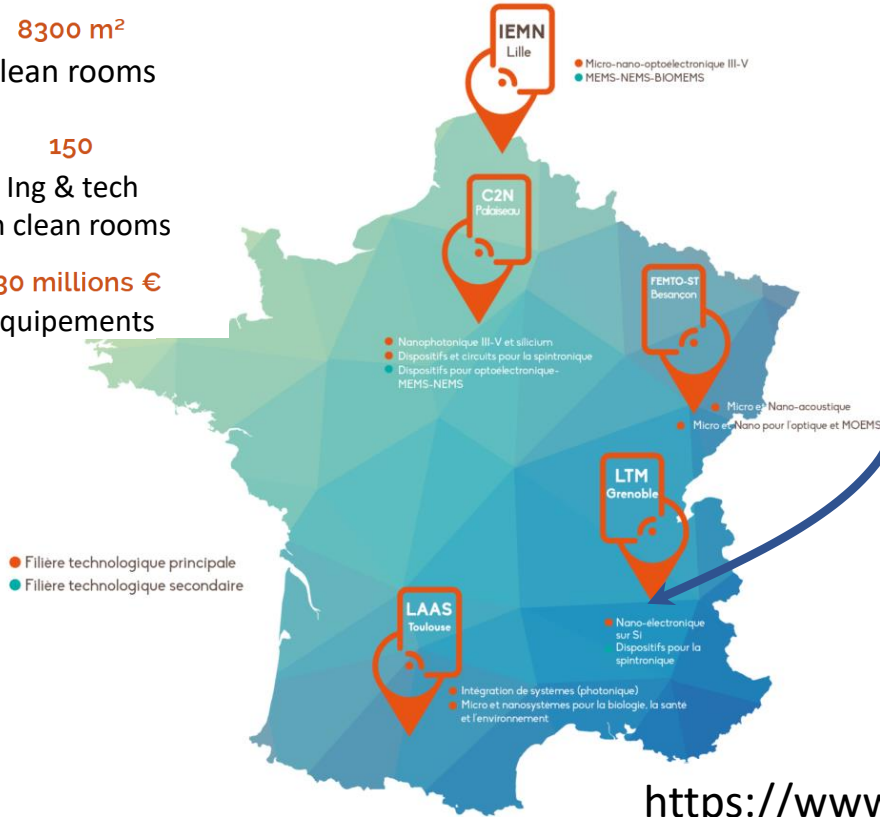 8300 m²
lean rooms
150
Ing & tech
n clean rooms
30 millions €
quipements
IEMN
Lille
Micro-nano-optoélectronique III-V
MEMS-NEMS-BIOMEMS
C2N
Palaiseau
Nanophotonique III-V et silicium
Dispositifs et circuits pour la spintronique
Dispositifs pour optoélectronique-
MEMS-NEMS
FEMTO-ST
Besançon
Micro et Nano-acoustique
Micro et Nano pour l'optique et MOEMS
LTM
Grenoble
Nano-électronique
sur Si
Dispositifs pour la
spintronique
Filière technologique principale
Filière technologique secondaire
LAAS
Toulouse
Intégration de systèmes (photonique)
Micro et nanosystèmes pour la biologie, la santé
et l'environnement
https://www